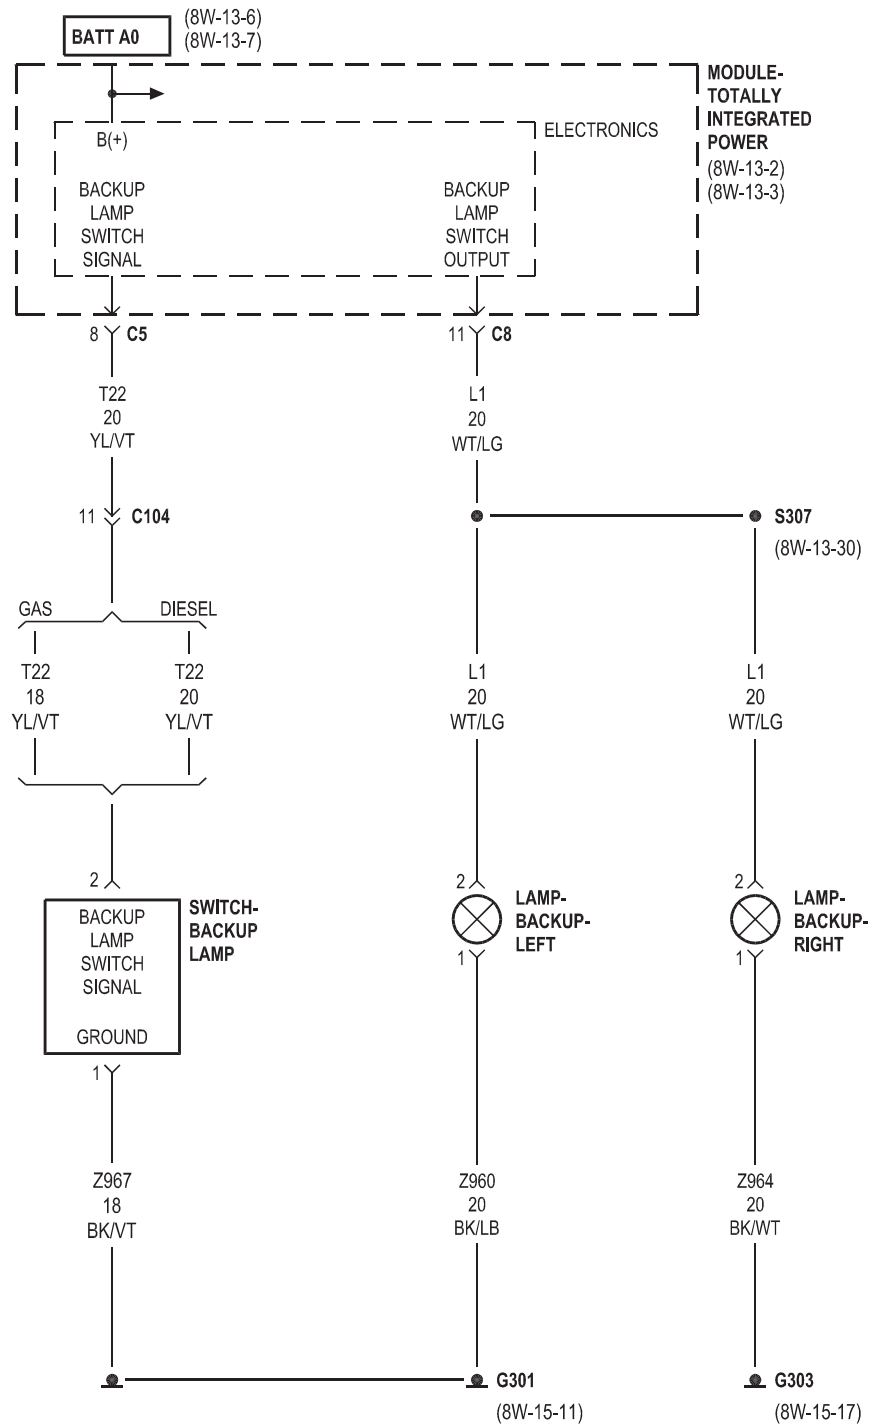 BATT A0
(8W-13-6)
(8W-13-7)
MODULE-
TOTALLY
INTEGRATED
POWER
(8W-13-2)
(8W-13-3)
ELECTRONICS
B(+)
BACKUP
LAMP
SWITCH
SIGNAL
BACKUP
LAMP
SWITCH
OUTPUT
8 C5
11 C8
T22
20
YL/VT
L1
20
WT/LG
11 C104
S307
(8W-13-30)
GAS
DIESEL
T22
18
YL/VT
T22
20
YL/VT
L1
20
WT/LG
L1
20
WT/LG
2
BACKUP
LAMP
SWITCH
SIGNAL
GROUND
1
SWITCH-
BACKUP
LAMP
2
1
LAMP-
BACKUP-
LEFT
2
1
LAMP-
BACKUP-
RIGHT
Z967
18
BK/VT
Z960
20
BK/LB
Z964
20
BK/WT
G301
(8W-15-11)
G303
(8W-15-17)